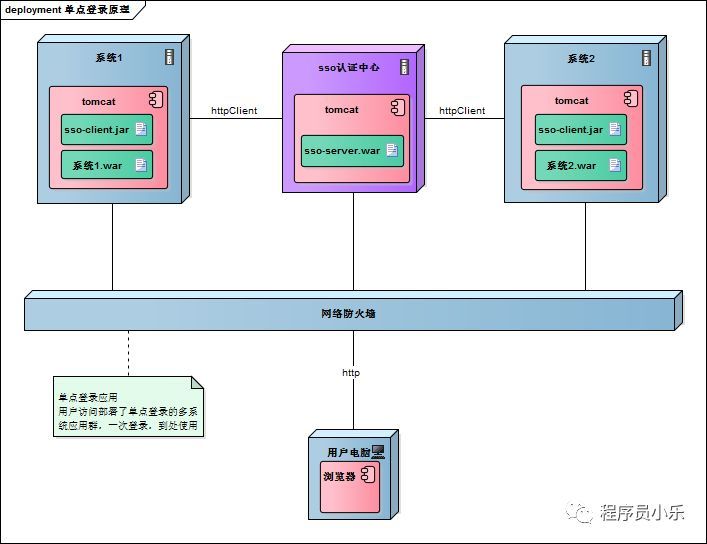 deployment 单点登录原理
系统1
tomcat
sso-client.jar
系统1.war
httpClient
sso认证中心
tomcat
sso-server.war
httpClient
系统2
tomcat
sso-client.jar
系统2.war
网络防火墙
单点登录应用
用户访问部署了单点登录的多系
统应用群，一次登录，到处使用
http
用户电脑
浏览器
程序员小乐